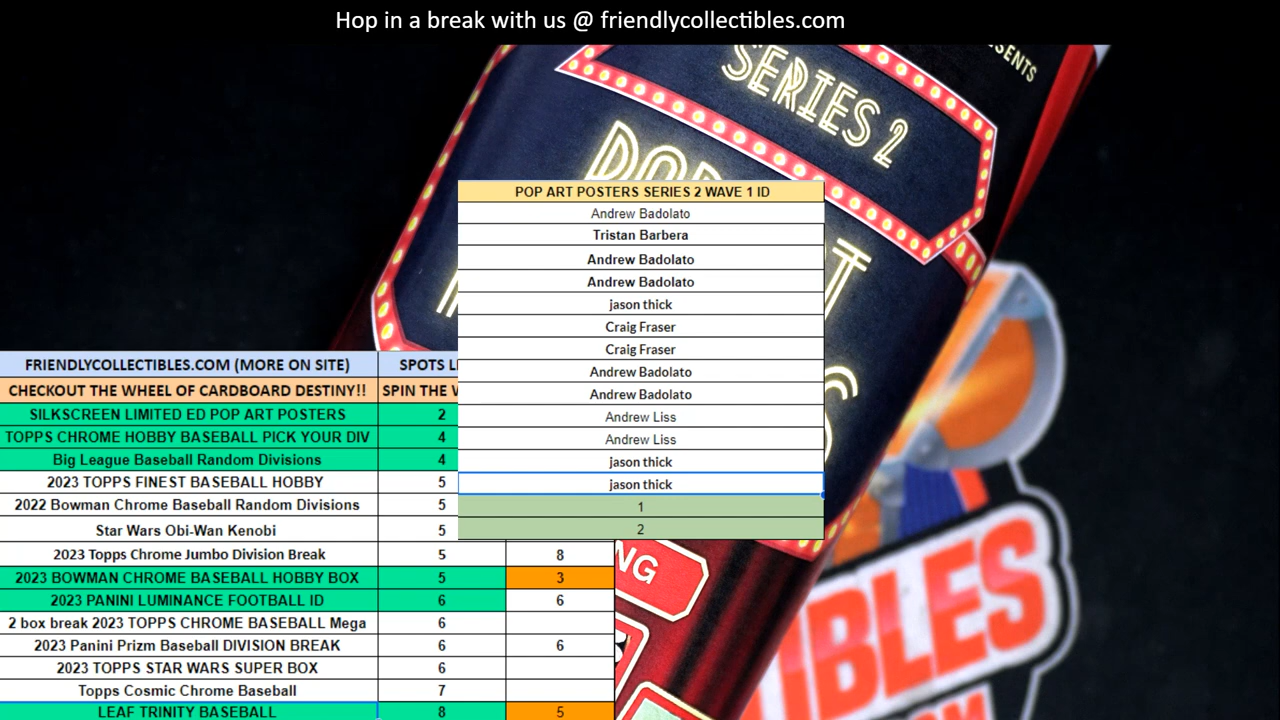 Hop in a break with us @ friendlycollectibles.com
SENTS
SERIES 2
POP
POP ART POSTERS SERIES 2 WAVE 1 ID
Andrew Badolato
Tristan Barbera
Andrew Badolato
Andrew Badolato
jason thick
Craig Fraser
Craig Fraser
Andrew Badolato
Andrew Badolato
Andrew Liss
Andrew Liss
jason thick
jason thick
1
2
FRIENDLYCOLLECTIBLES.COM (MORE ON SITE) SPOTS L
CHECKOUT THE WHEEL OF CARDBOARD DESTINY!! SPIN THE
SILKSCREEN LIMITED ED POP ART POSTERS 2
TOPPS CHROME HOBBY BASEBALL PICK YOUR DIV 4
Big League Baseball Random Divisions 4
2023 TOPPS FINEST BASEBALL HOBBY 5
2022 Bowman Chrome Baseball Random Divisions 5
Star Wars Obi-Wan Kenobi 5
2023 Topps Chrome Jumbo Division Break 5 8
2023 BOWMAN CHROME BASEBALL HOBBY BOX 5 3
2023 PANINI LUMINANCE FOOTBALL ID 6 6
2 box break 2023 TOPPS CHROME BASEBALL Mega 6
2023 Panini Prizm Baseball DIVISION BREAK 6 6
2023 TOPPS STAR WARS SUPER BOX 6
Topps Cosmic Chrome Baseball 7
LEAF TRINITY BASEBALL 8 5
NG
IBLES